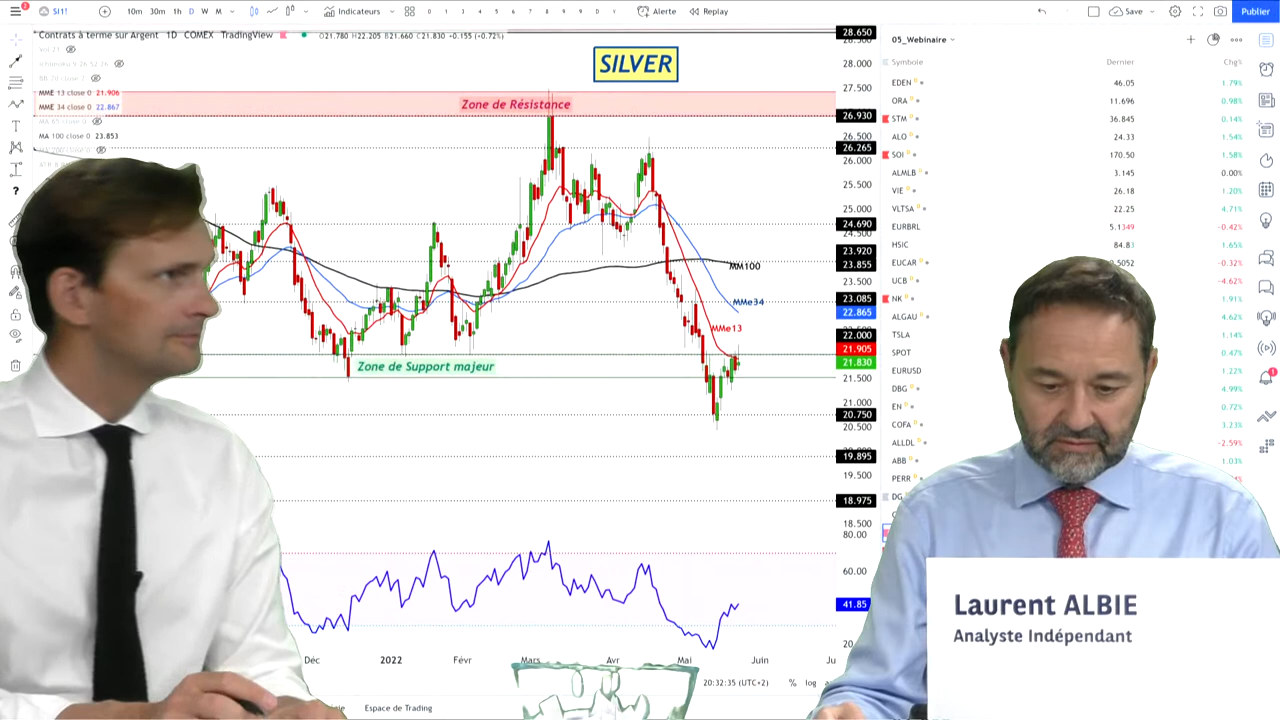 SI1!
10m 30m 1h D W M
Indicateurs
Alerte
Replay
Save
Publier
Contrats à terme sur Argent 1D COMEX TradingView
O21.780 H22.205 B21.660 C21.830 +0.155 (+0.72%)
MME 13 close 0 21.906
MME 34 close 0 22.867
MA 100 close 0 23.853
SILVER
Zone de Résistance
MM100
MMe34
MMe13
Zone de Support majeur
28.650
28.000
27.500
26.930
26.500
26.265
26.000
25.500
25.000
24.690
24.500
23.920
23.855
23.500
23.085
22.865
22.000
21.905
21.830
21.500
21.000
20.750
20.500
19.895
19.500
18.975
18.500
80.00
60.00
41.85
20
Déc 2022 Févr Mars Avr Mai Juin
20:32:35 (UTC+2) % log
Espace de Trading
05_Webinaire
Symbole Dernier Chg%
EDEN 46.05 1.79%
ORA 11.696 0.98%
STM 36.845 0.14%
ALO 24.33 1.54%
SOI 170.50 1.58%
ALMLB 3.145 0.00%
VIE 26.18 1.20%
VLTSA 22.25 4.71%
EURBRL 5.1349 -0.42%
HSIC 84.83 1.65%
EUCAR -0.32%
UCB -4.62%
NK 1.91%
ALGAU 4.62%
TSLA 1.14%
SPOT 0.47%
EURUSD 1.22%
DBG 4.99%
EN 0.72%
COFA 3.23%
ALLDL -2.59%
ABB 1.03%
PERR
DG
Laurent ALBIE
Analyste Indépendant